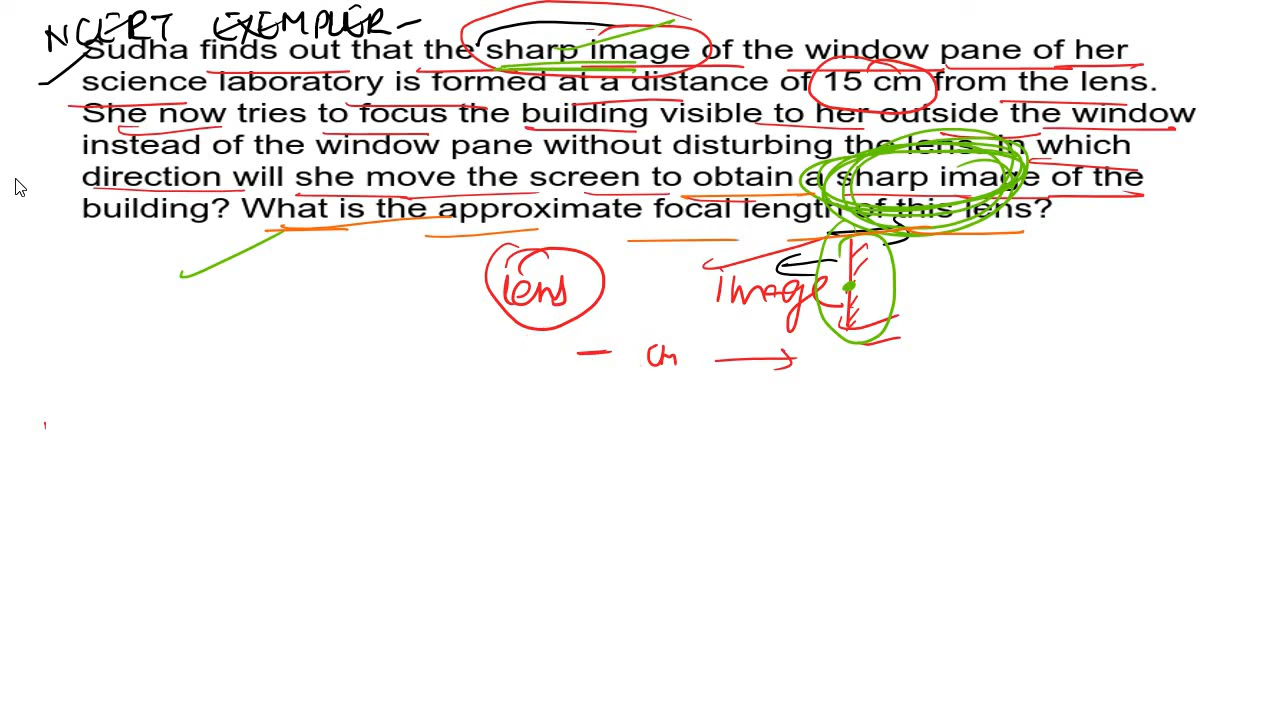 NCERT EXEMPLER-
Sudha finds out that the sharp image of the window pane of her
science laboratory is formed at a distance of 15 cm from the lens.
She now tries to focus the building visible to her outside the window
instead of the window pane without disturbing the lens. In which
direction will she move the screen to obtain a sharp image of the
building? What is the approximate focal length of this lens?
lens image
cm